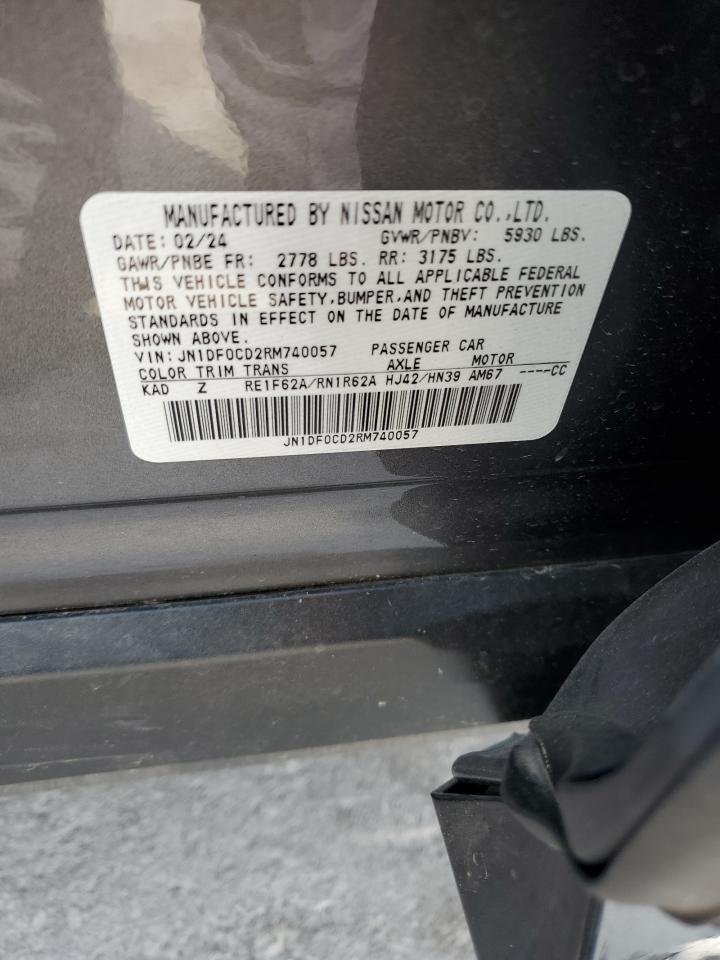 MANUFACTURED BY NISSAN MOTOR CO.,LTD.
DATE: 02/24 GVWR/PNBV: 5930 LBS.
GAWR/PNBE FR: 2778 LBS. RR: 3175 LBS.
THIS VEHICLE CONFORMS TO ALL APPLICABLE FEDERAL
MOTOR VEHICLE SAFETY,BUMPER,AND THEFT PREVENTION
STANDARDS IN EFFECT ON THE DATE OF MANUFACTURE
SHOWN ABOVE.
VIN: JN1DF0CD2RM740057 PASSENGER CAR
COLOR TRIM TRANS AXLE MOTOR
KAD Z RE1F62A/RN1R62A HJ42/HN39 AM67 ----CC
JN1DF0CD2RM740057